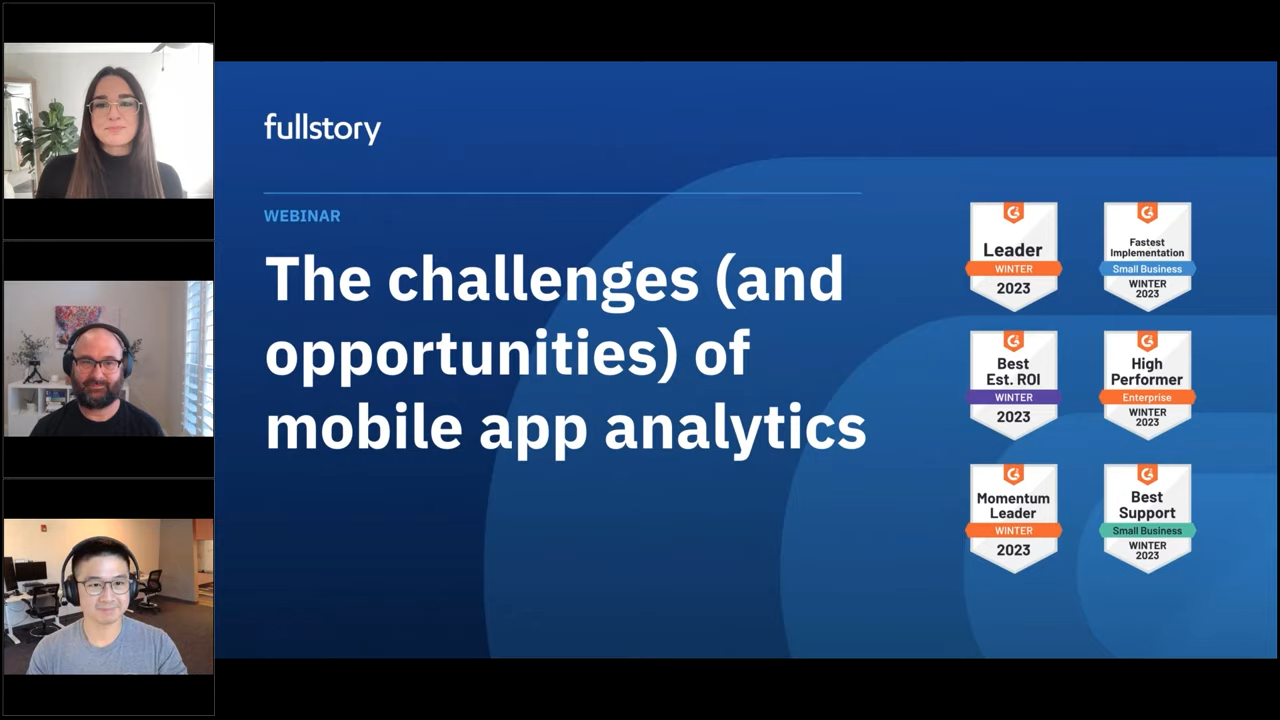 fullstory
WEBINAR
The challenges (and
opportunities) of
mobile app analytics
Leader
WINTER
2023
Fastest
Implementation
Small Business
WINTER
2023
Best
Est. ROI
WINTER
2023
High
Performer
Enterprise
WINTER
2023
Momentum
Leader
WINTER
2023
Best
Support
Small Business
WINTER
2023